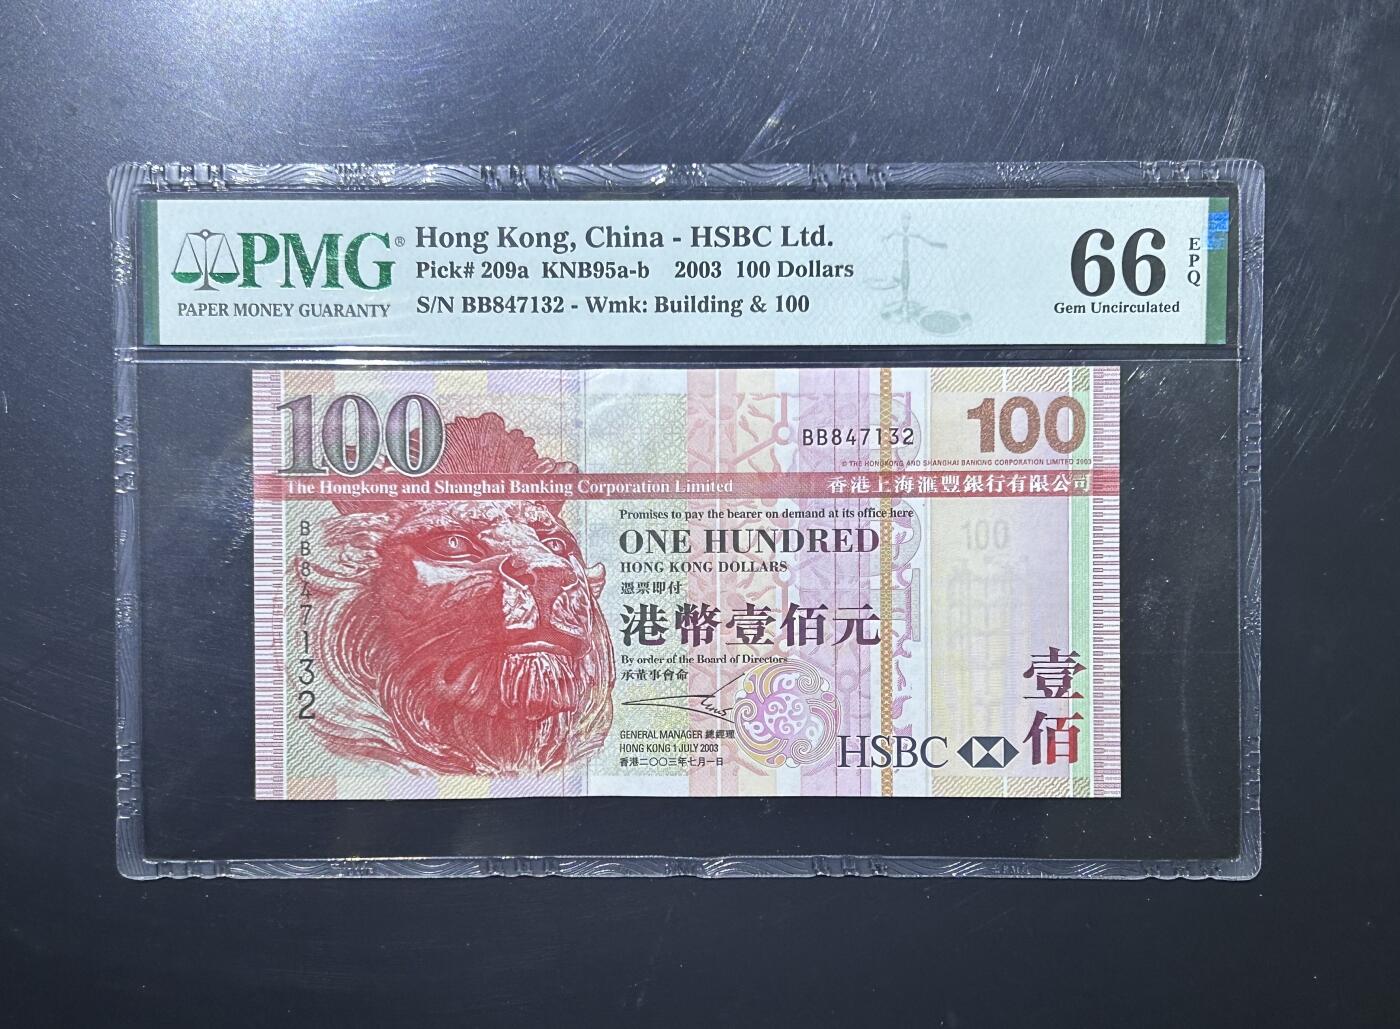 PMG®
PAPER MONEY GUARANTY
Hong Kong, China - HSBC Ltd.
Pick# 209a KNB95a-b 2003 100 Dollars
S/N BB847132 - Wmk: Building & 100
66
EPQ
Gem Uncirculated
100
BB847132
100
© THE HONGKONG AND SHANGHAI BANKING CORPORATION LIMITED 2003
The Hongkong and Shanghai Banking Corporation Limited
香港上海滙豐銀行有限公司
Promises to pay the bearer on demand at its office here
ONE HUNDRED
HONG KONG DOLLARS
憑票即付
港幣壹佰元
By order of the Board of Directors
承董事會命
GENERAL MANAGER 總經理
HONG KONG 1 JULY 2003
香港二〇〇三年七月一日
BB847132
100
壹佰
HSBC